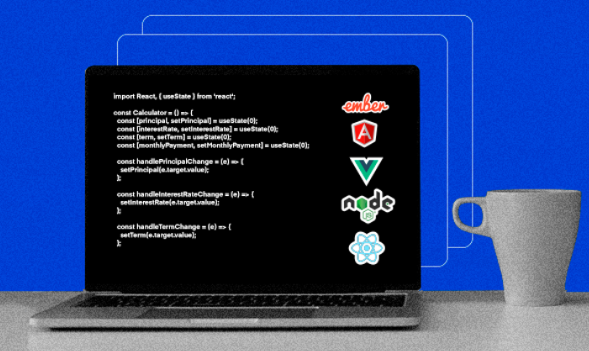 import React, { useState } from 'react';
const Calculator = () => {
const [principal, setPrincipal] = useState(0);
const [interestRate, setInterestRate] = useState(0);
const [term, setTerm] = useState(0);
const [monthlyPayment, setMonthlyPayment] = useState(0);
const handlePrincipalChange = (e) => {
setPrincipal(e.target.value);
};
const handleInterestRateChange = (e) => {
setInterestRate(e.target.value);
};
const handleTermChange = (e) => {
setTerm(e.target.value);
};
ember
A
node
JS